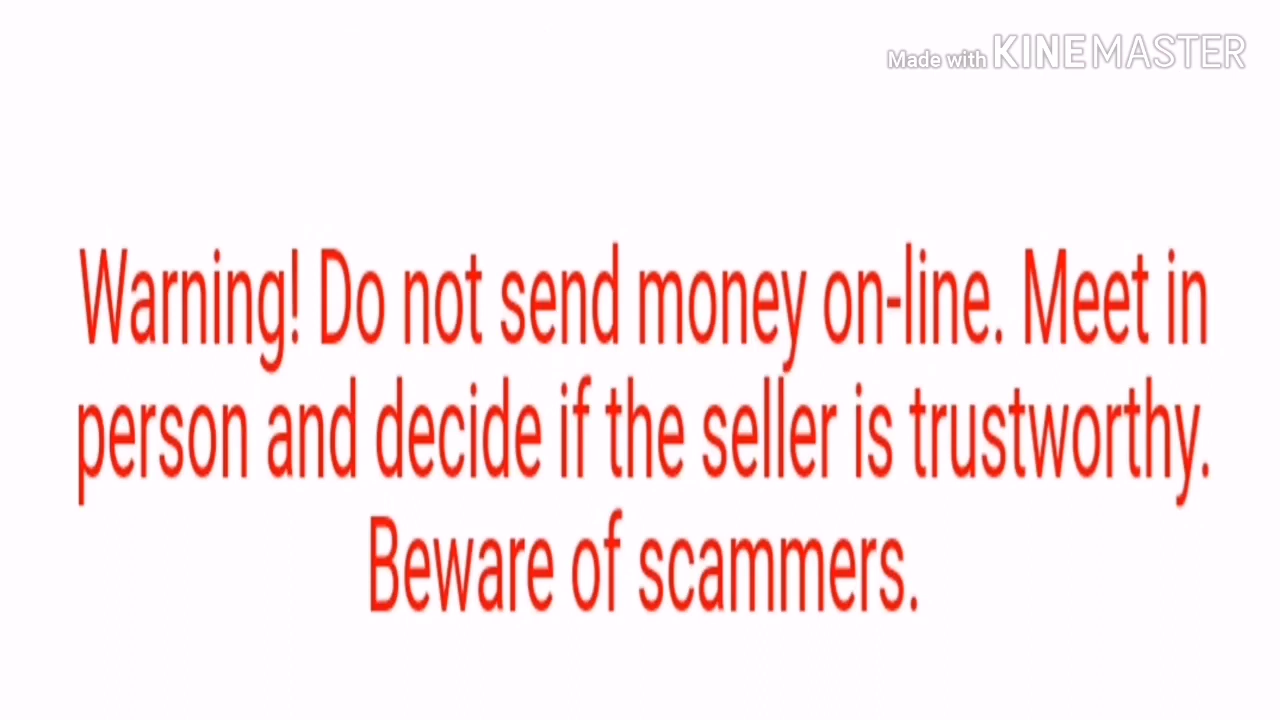 Made with KINEMASTER
Warning! Do not send money on-line. Meet in
person and decide if the seller is trustworthy.
Beware of scammers.